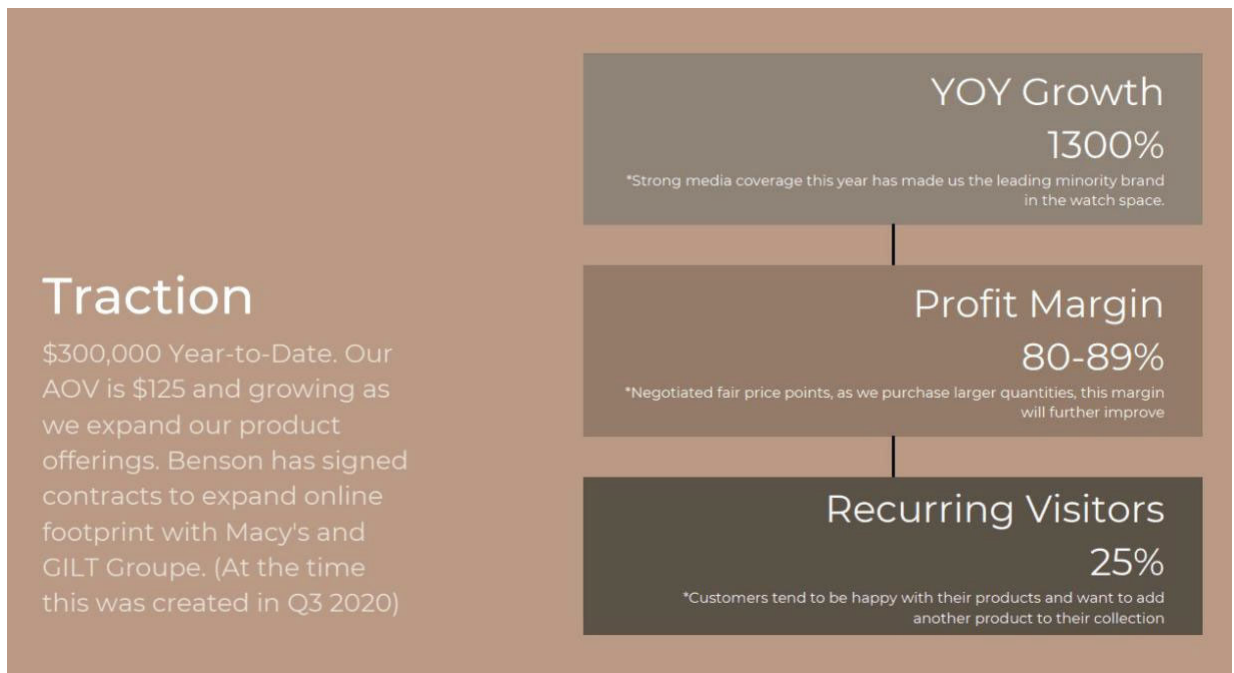 Traction
$300,000 Year-to-Date. Our
AOV is $125 and growing as
we expand our product
offerings. Benson has signed
contracts to expand online
footprint with Macy's and
GILT Groupe. (At the time
this was created in Q3 2020)
YOY Growth
1300%
*Strong media coverage this year has made us the leading minority brand
in the watch space.
Profit Margin
80-89%
*Negotiated fair price points, as we purchase larger quantities, this margin
will further improve
Recurring Visitors
25%
*Customers tend to be happy with their products and want to add
another product to their collection